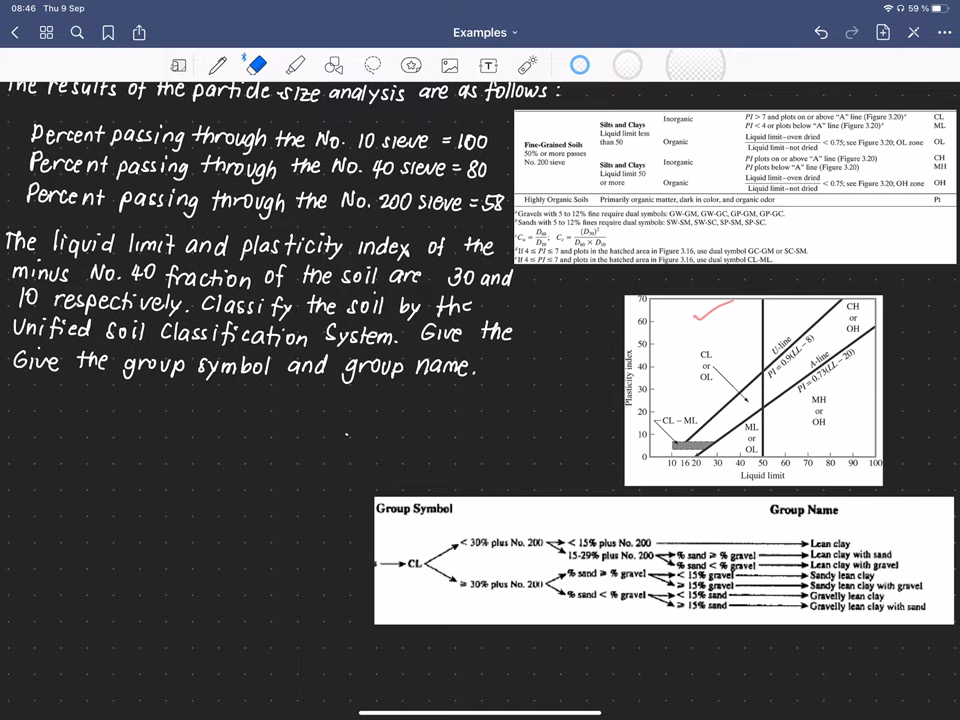 08:46 Thu 9 Sep
59 %
Examples
The results of the particle size analysis are as follows:
Percent passing through the No. 10 sieve = 100
Percent passing through the No. 40 sieve = 80
Percent passing through the No. 200 sieve = 58
The liquid limit and plasticity index of the
minus No. 40 fraction of the soil are 30 and
10 respectively. Classify the soil by the
Unified Soil Classification System. Give the
Give the group symbol and group name.
Fine-Grained Soils
50% or more passes
No. 200 sieve
Silts and Clays
Liquid limit less
than 50
Inorganic
PI > 7 and plots on or above “A” line (Figure 3.20)e CL
PI < 4 or plots below “A” line (Figure 3.20)e ML
Organic
Liquid limit–oven dried
Liquid limit–not dried
< 0.75; see Figure 3.20; OL zone OL
Silts and Clays
Liquid limit 50
or more
Inorganic
PI plots on or above “A” line (Figure 3.20) CH
PI plots below “A” line (Figure 3.20) MH
Organic
Liquid limit–oven dried
Liquid limit–not dried
< 0.75; see Figure 3.20; OH zone OH
Highly Organic Soils Primarily organic matter, dark in color, and organic odor Pt
aGravels with 5 to 12% fine require dual symbols: GW-GM, GW-GC, GP-GM, GP-GC.
bSands with 5 to 12% fines require dual symbols: SW-SM, SW-SC, SP-SM, SP-SC.
cCu = D60 / D10; Cc = (D30)2 / D60 × D10
dIf 4 ≤ PI ≤ 7 and plots in the hatched area in Figure 3.16, use dual symbol GC-GM or SC-SM.
eIf 4 ≤ PI ≤ 7 and plots in the hatched area in Figure 3.16, use dual symbol CL-ML.
Plasticity index
70
60
50
40
30
20
10
0
CL
or
OL
CL – ML
U-line
PI = 0.9(LL – 8)
A-line
PI = 0.73(LL – 20)
CH
or
OH
MH
or
OH
ML
or
OL
10 16 20 30 40 50 60 70 80 90 100
Liquid limit
Group Symbol Group Name
CL
< 30% plus No. 200
< 15% plus No. 200 Lean clay
15-29% plus No. 200 % sand ≥ % gravel Lean clay with sand
% sand < % gravel Lean clay with gravel
≥ 30% plus No. 200
% sand ≥ % gravel < 15% gravel Sandy lean clay
≥ 15% gravel Sandy lean clay with gravel
% sand < % gravel < 15% sand Gravelly lean clay
≥ 15% sand Gravelly lean clay with sand